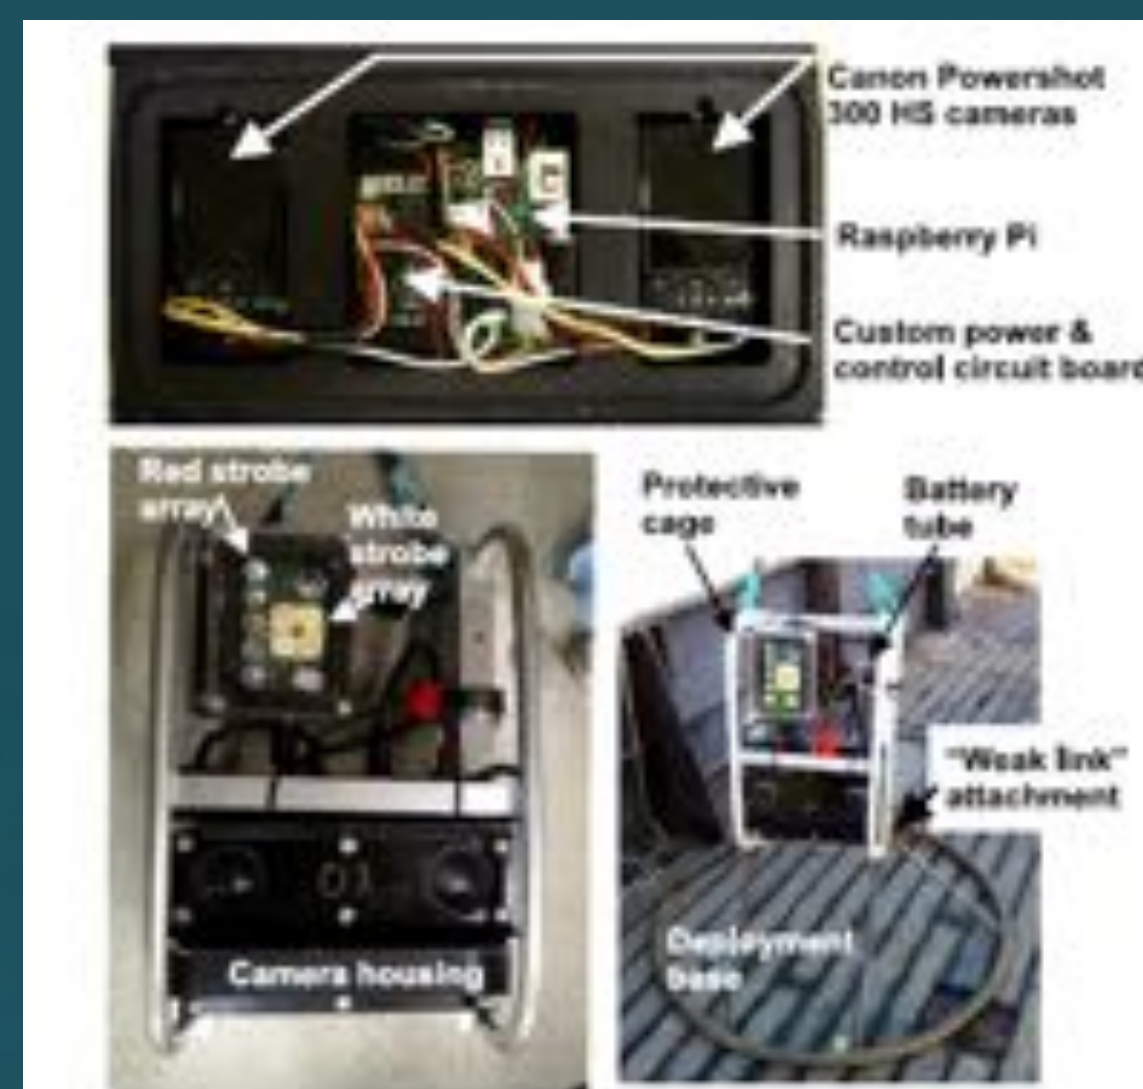 Canon Powershot
300 HS cameras
Raspberry Pi
Custom power &
control circuit board
Red strobe
array
White
strobe
array
Protective
cage
Battery
tube
"Weak link"
attachment
01
Camera housing
Deployment
base